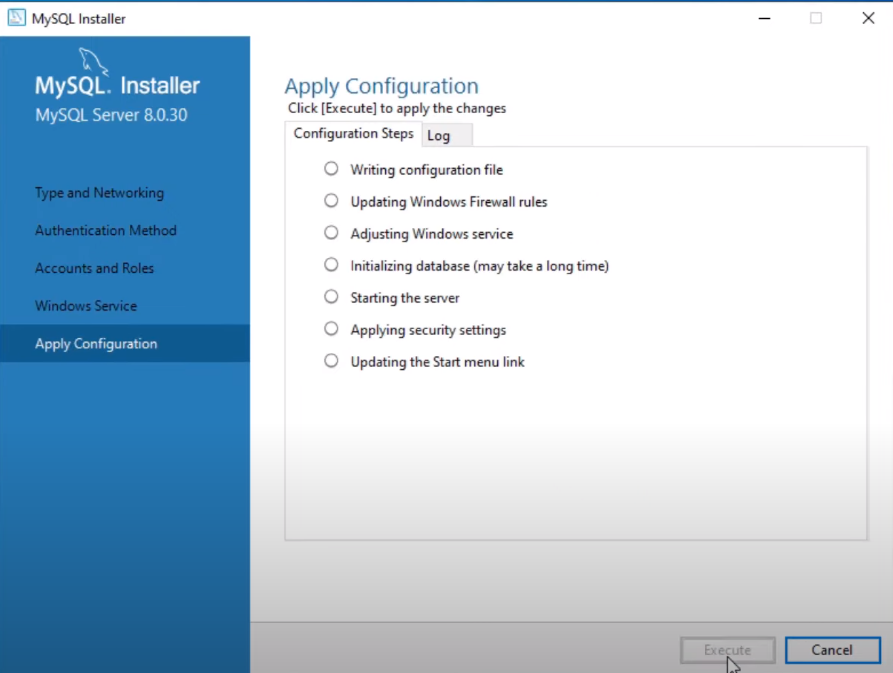 MySQL Installer
MySQL. Installer
MySQL Server 8.0.30
Type and Networking
Authentication Method
Accounts and Roles
Windows Service
Apply Configuration
Apply Configuration
Click [Execute] to apply the changes
Configuration Steps
Log
Writing configuration file
Updating Windows Firewall rules
Adjusting Windows service
Initializing database (may take a long time)
Starting the server
Applying security settings
Updating the Start menu link
Execute
Cancel